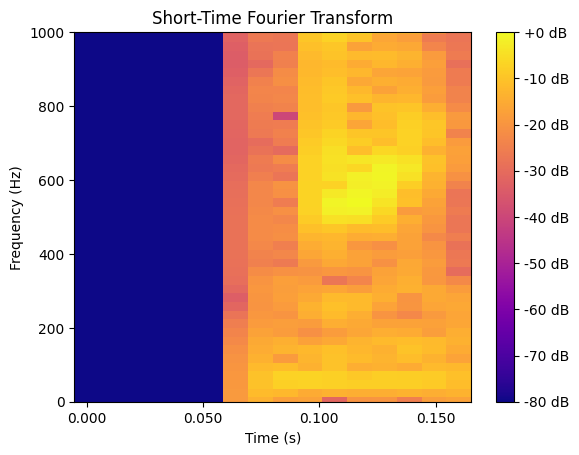 Short-Time Fourier Transform
1000
800
600
400
200
0
Frequency (Hz)
0.000
0.050
0.100
0.150
Time (s)
+0 dB
-10 dB
-20 dB
-30 dB
-40 dB
-50 dB
-60 dB
-70 dB
-80 dB